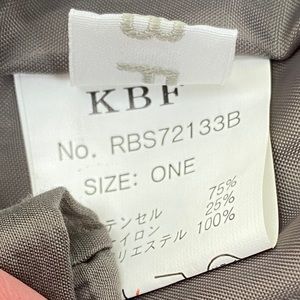 KBF
No. RBS72133B
SIZE: ONE
テンセル 75%
イロン 25%
リエステル 100%